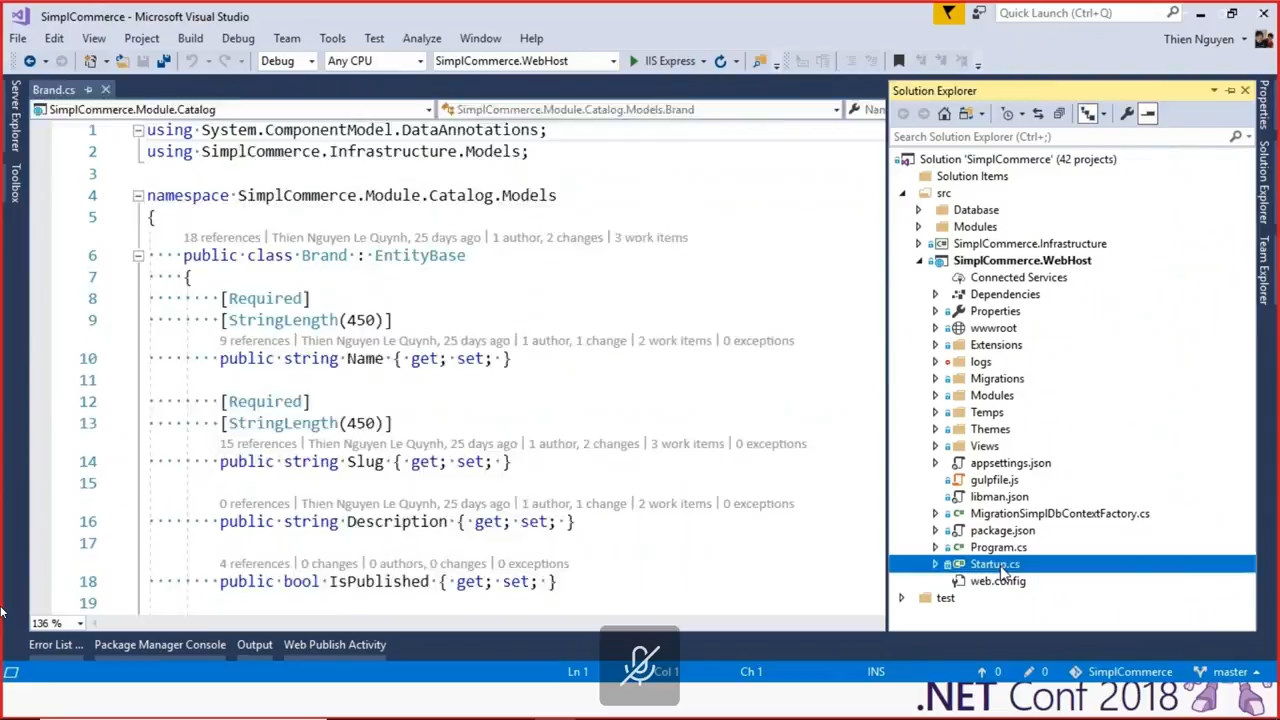 SimplCommerce - Microsoft Visual Studio
Quick Launch (Ctrl+Q)
File Edit View Project Build Debug Team Tools Test Analyze Window Help
Thien Nguyen
Debug Any CPU SimplCommerce.WebHost IIS Express
Server Explorer
Toolbox
Brand.cs
SimplCommerce.Module.Catalog SimplCommerce.Module.Catalog.Models.Brand
1 using System.ComponentModel.DataAnnotations;
2 using SimplCommerce.Infrastructure.Models;
3
4 namespace SimplCommerce.Module.Catalog.Models
5 {
18 references | Thien Nguyen Le Quynh, 25 days ago | 1 author, 2 changes | 3 work items
6 public class Brand : EntityBase
7 {
8 [Required]
9 [StringLength(450)]
9 references | Thien Nguyen Le Quynh, 25 days ago | 1 author, 1 change | 2 work items | 0 exceptions
10 public string Name { get; set; }
11
12 [Required]
13 [StringLength(450)]
15 references | Thien Nguyen Le Quynh, 25 days ago | 1 author, 2 changes | 3 work items | 0 exceptions
14 public string Slug { get; set; }
15
0 references | Thien Nguyen Le Quynh, 25 days ago | 1 author, 1 change | 2 work items | 0 exceptions
16 public string Description { get; set; }
17
4 references | 0 changes | 0 authors, 0 changes | 0 exceptions
18 public bool IsPublished { get; set; }
19
136 %
Error List ... Package Manager Console Output Web Publish Activity
Solution Explorer
Search Solution Explorer (Ctrl+;)
Solution 'SimplCommerce' (42 projects)
Solution Items
src
Database
Modules
SimplCommerce.Infrastructure
SimplCommerce.WebHost
Connected Services
Dependencies
Properties
wwwroot
Extensions
logs
Migrations
Modules
Temps
Themes
Views
appsettings.json
gulpfile.js
libman.json
MigrationSimplDbContextFactory.cs
package.json
Program.cs
Startup.cs
web.config
test
Properties
Solution Explorer
Team Explorer
Ln 1 Col 1 Ch 1 INS 0 0 SimplCommerce master
.NET Conf 2018